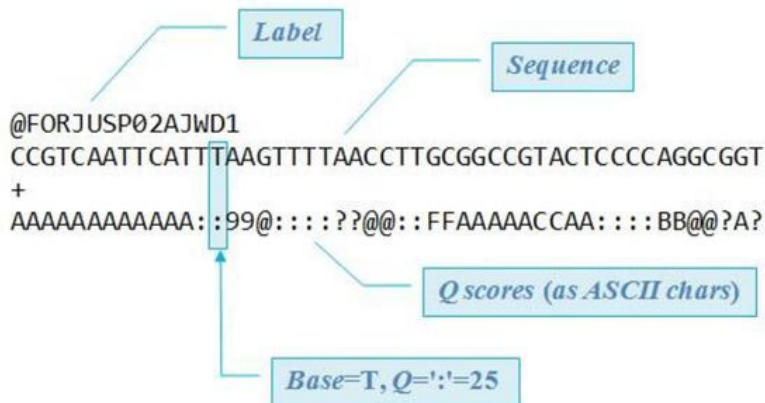 Label
Sequence
@FORJUSP02AJWD1
CCGTCAATTCATTTAAGTTTTAACCTTGCGGCCGTACTCCCCAGGCGGT
+
AAAAAAAAAAAA::99@::::??@@::FFAAAAACCAA::::BB@@?A?
Q scores (as ASCII chars)
Base=T, Q=':'=25